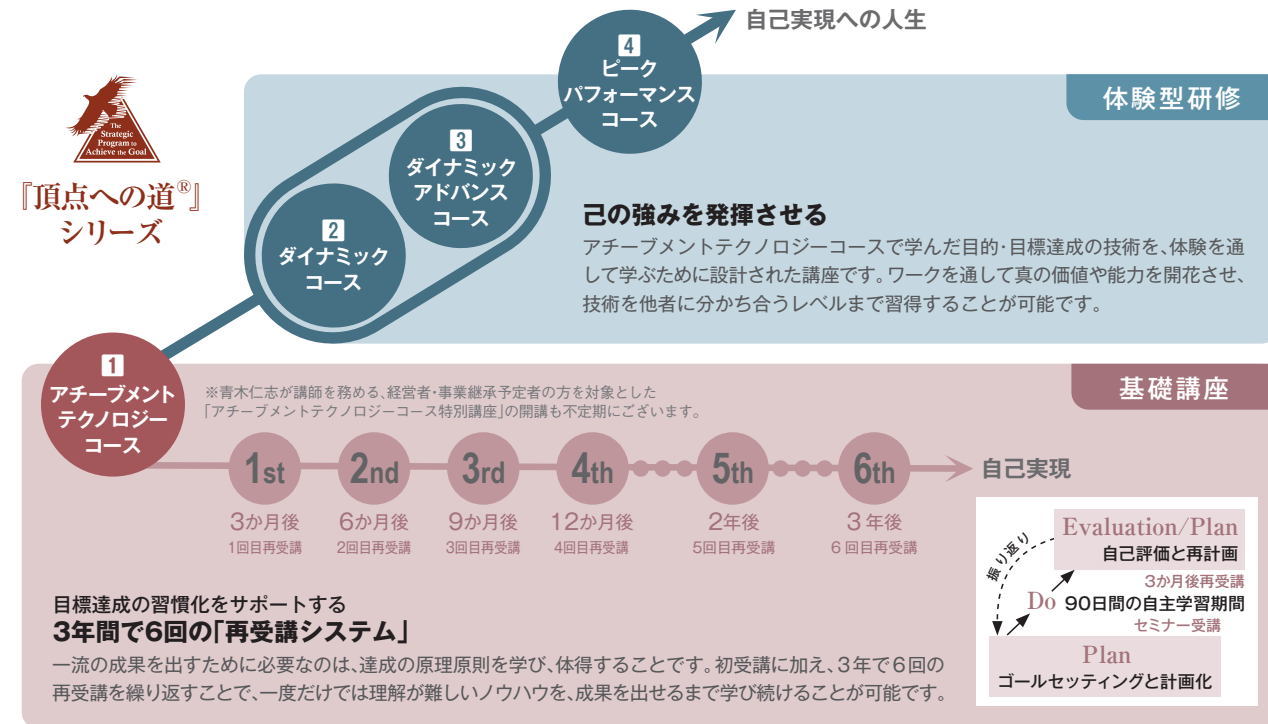 自己実現への人生
4
ピーク
パフォーマンス
コース
体験型研修
The
Strategic
Program to
Achieve the Goal
『頂点への道®』
シリーズ
3
ダイナミック
アドバンス
コース
2
ダイナミック
コース
己の強みを発揮させる
アチーブメントテクノロジーコースで学んだ目的・目標達成の技術を、体験を通
して学ぶために設計された講座です。ワークを通して真の価値や能力を開花させ、
技術を他者に分かち合うレベルまで習得することが可能です。
1
アチーブメント
テクノロジー
コース
基礎講座
※青木仁志が講師を務める、経営者・事業継承予定者の方を対象とした
「アチーブメントテクノロジーコース特別講座」の開講も不定期にございます。
1st 2nd 3rd 4th 5th 6th 自己実現
3か月後 6か月後 9か月後 12か月後 2年後 3年後
1回目再受講 2回目再受講 3回目再受講 4回目再受講 5回目再受講 6回目再受講
目標達成の習慣化をサポートする
3年間で6回の「再受講システム」
一流の成果を出すために必要なのは、達成の原理原則を学び、体得することです。初受講に加え、3年で6回の
再受講を繰り返すことで、一度だけでは理解が難しいノウハウを、成果を出せるまで学び続けることが可能です。
Evaluation/Plan
自己評価と再計画
振り返り
3か月後再受講
Do 90日間の自主学習期間
セミナー受講
Plan
ゴールセッティングと計画化